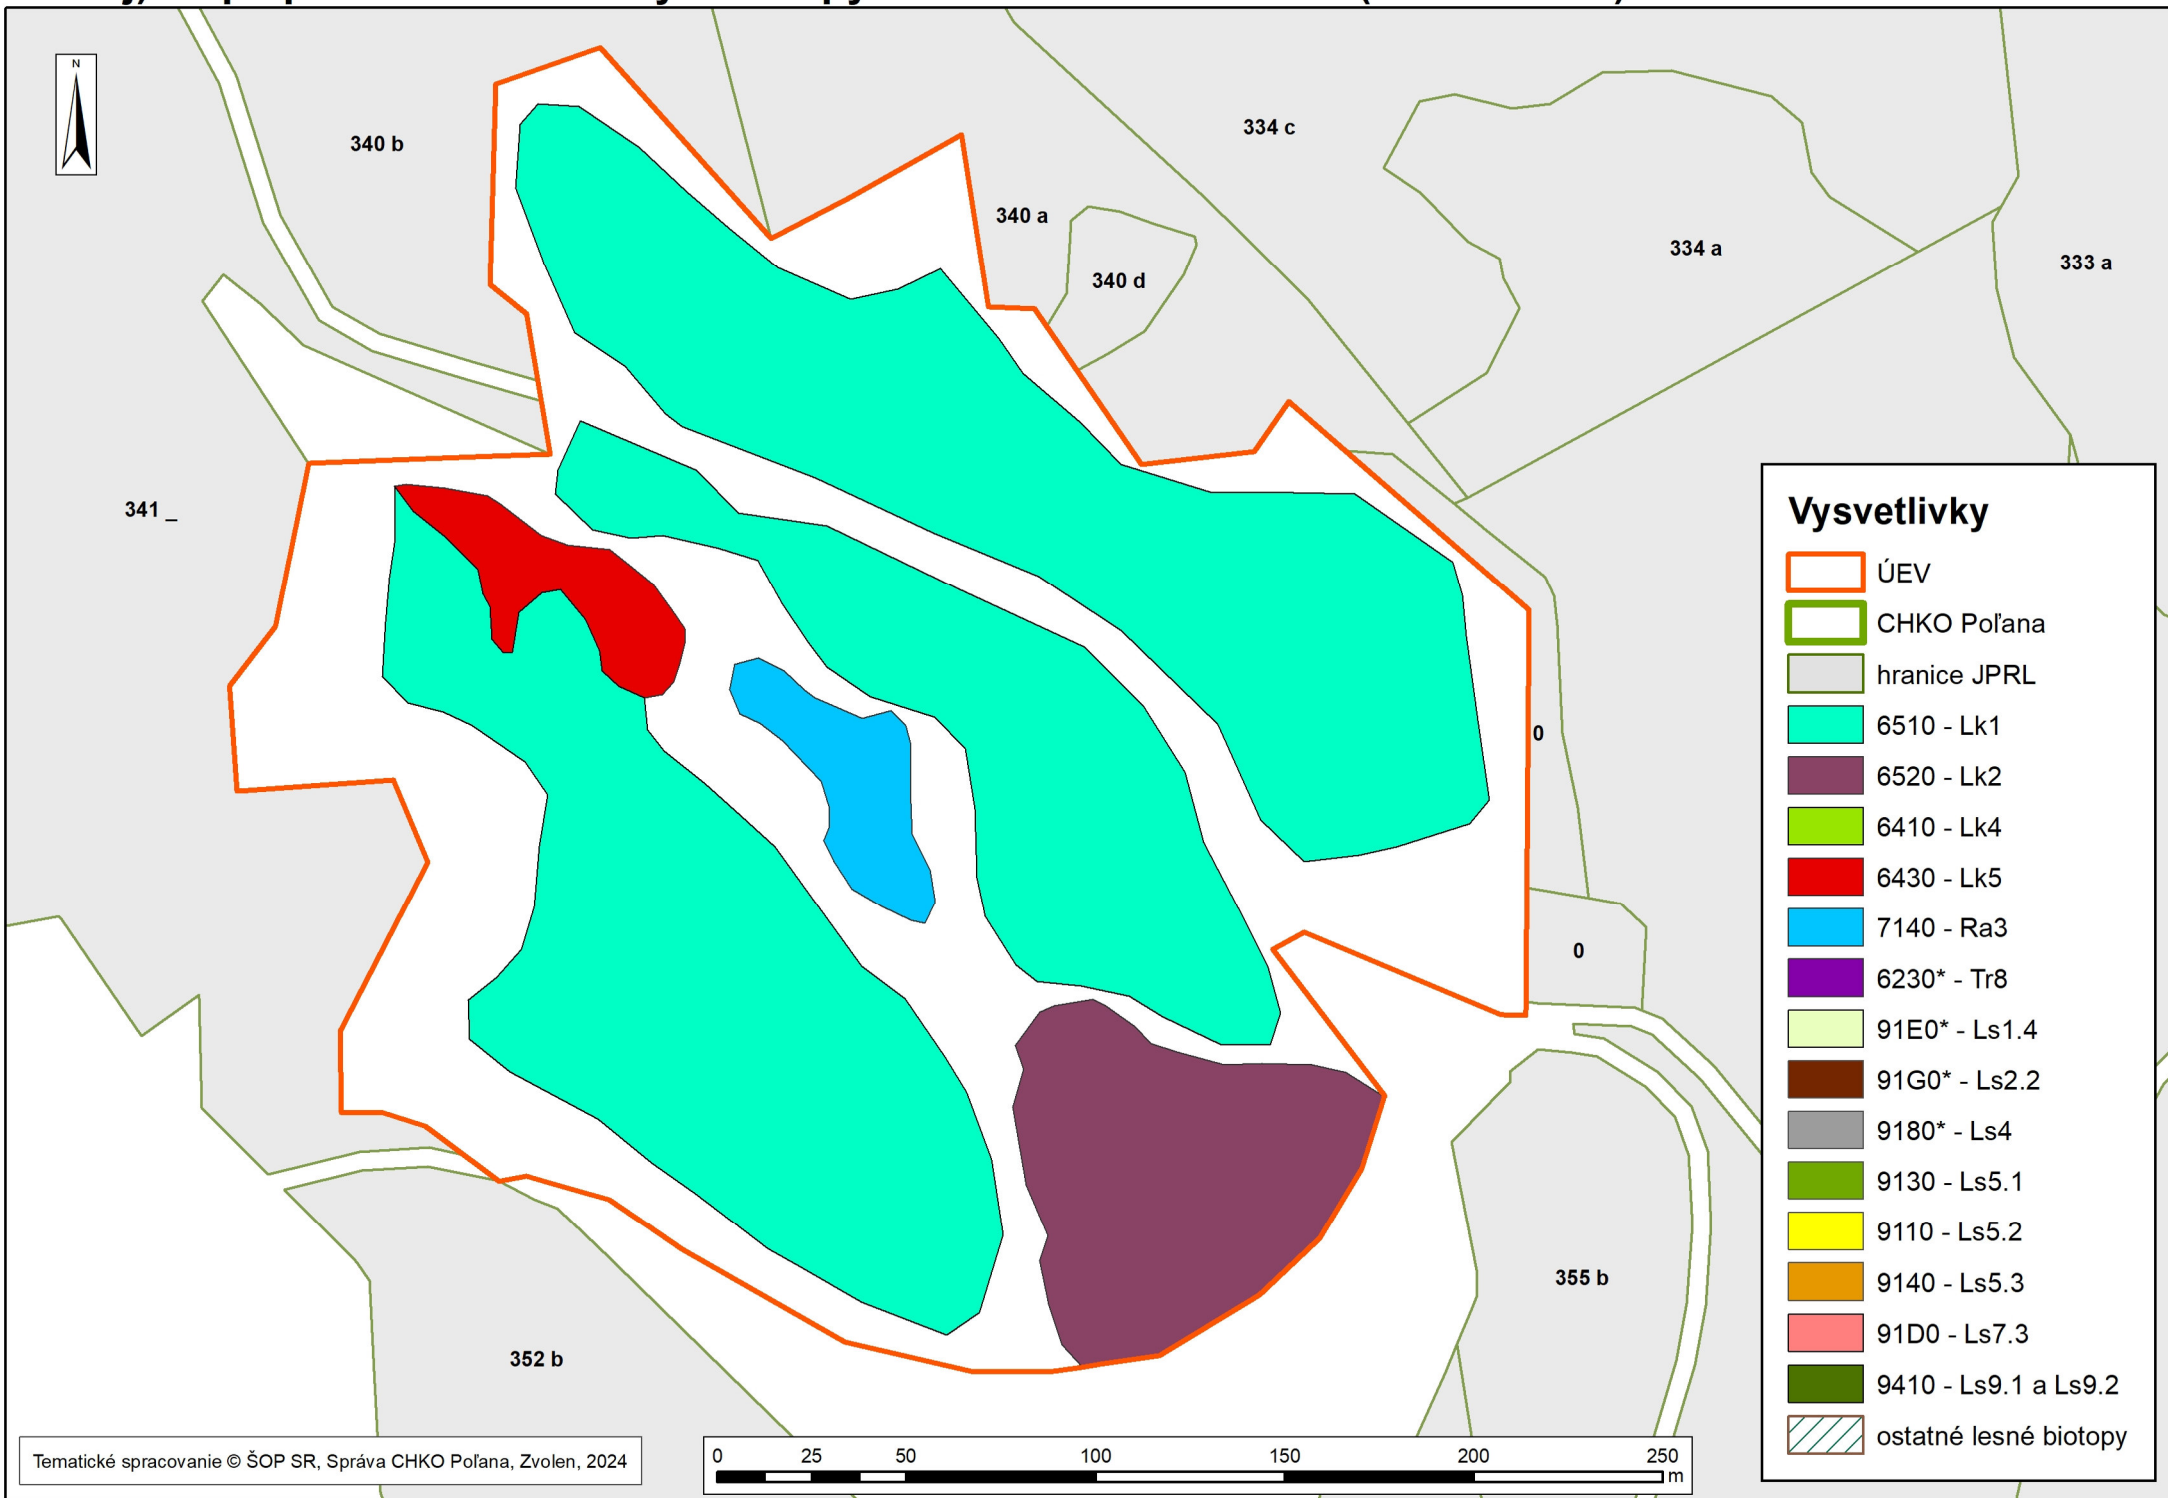 N
340 b
334 c
340 a
334 a
333 a
340 d
341 _
0
0
355 b
352 b
Vysvetlivky
ÚEV
CHKO Poľana
hranice JPRL
6510 - Lk1
6520 - Lk2
6410 - Lk4
6430 - Lk5
7140 - Ra3
6230* - Tr8
91E0* - Ls1.4
91G0* - Ls2.2
9180* - Ls4
9130 - Ls5.1
9110 - Ls5.2
9140 - Ls5.3
91D0 - Ls7.3
9410 - Ls9.1 a Ls9.2
ostatné lesné biotopy
Tematické spracovanie © ŠOP SR, Správa CHKO Poľana, Zvolen, 2024
0 25 50 100 150 200 250
m